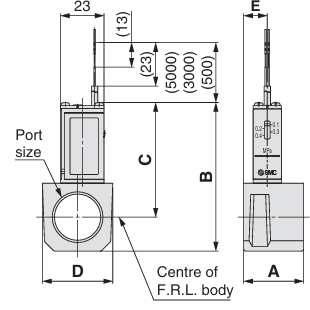 23
(13)
(23)
(5000)
(3000)
(500)
E
Port
size
C
B
0.2
0.4
0.1
0.3
MPa
SMC
D
A
Centre of
F.R.L. body